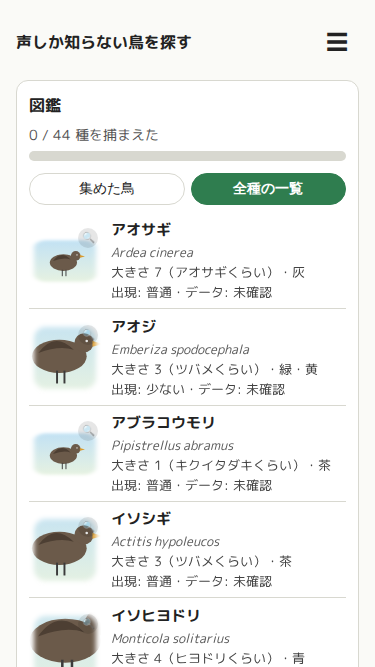 声しか知らない鳥を探す
図鑑
0 / 44 種を捕まえた
集めた鳥
全種の一覧
アオサギ
Ardea cinerea
大きさ 7（アオサギくらい）・灰
出現: 普通・データ: 未確認
アオジ
Emberiza spodocephala
大きさ 3（ツバメくらい）・緑・黄
出現: 少ない・データ: 未確認
アブラコウモリ
Pipistrellus abramus
大きさ 1（キクイタダキくらい）・茶
出現: 普通・データ: 未確認
イソシギ
Actitis hypoleucos
大きさ 3（ツバメくらい）・茶
出現: 普通・データ: 未確認
イソヒヨドリ
Monticola solitarius
大きさ 4（ヒヨドリくらい）・青